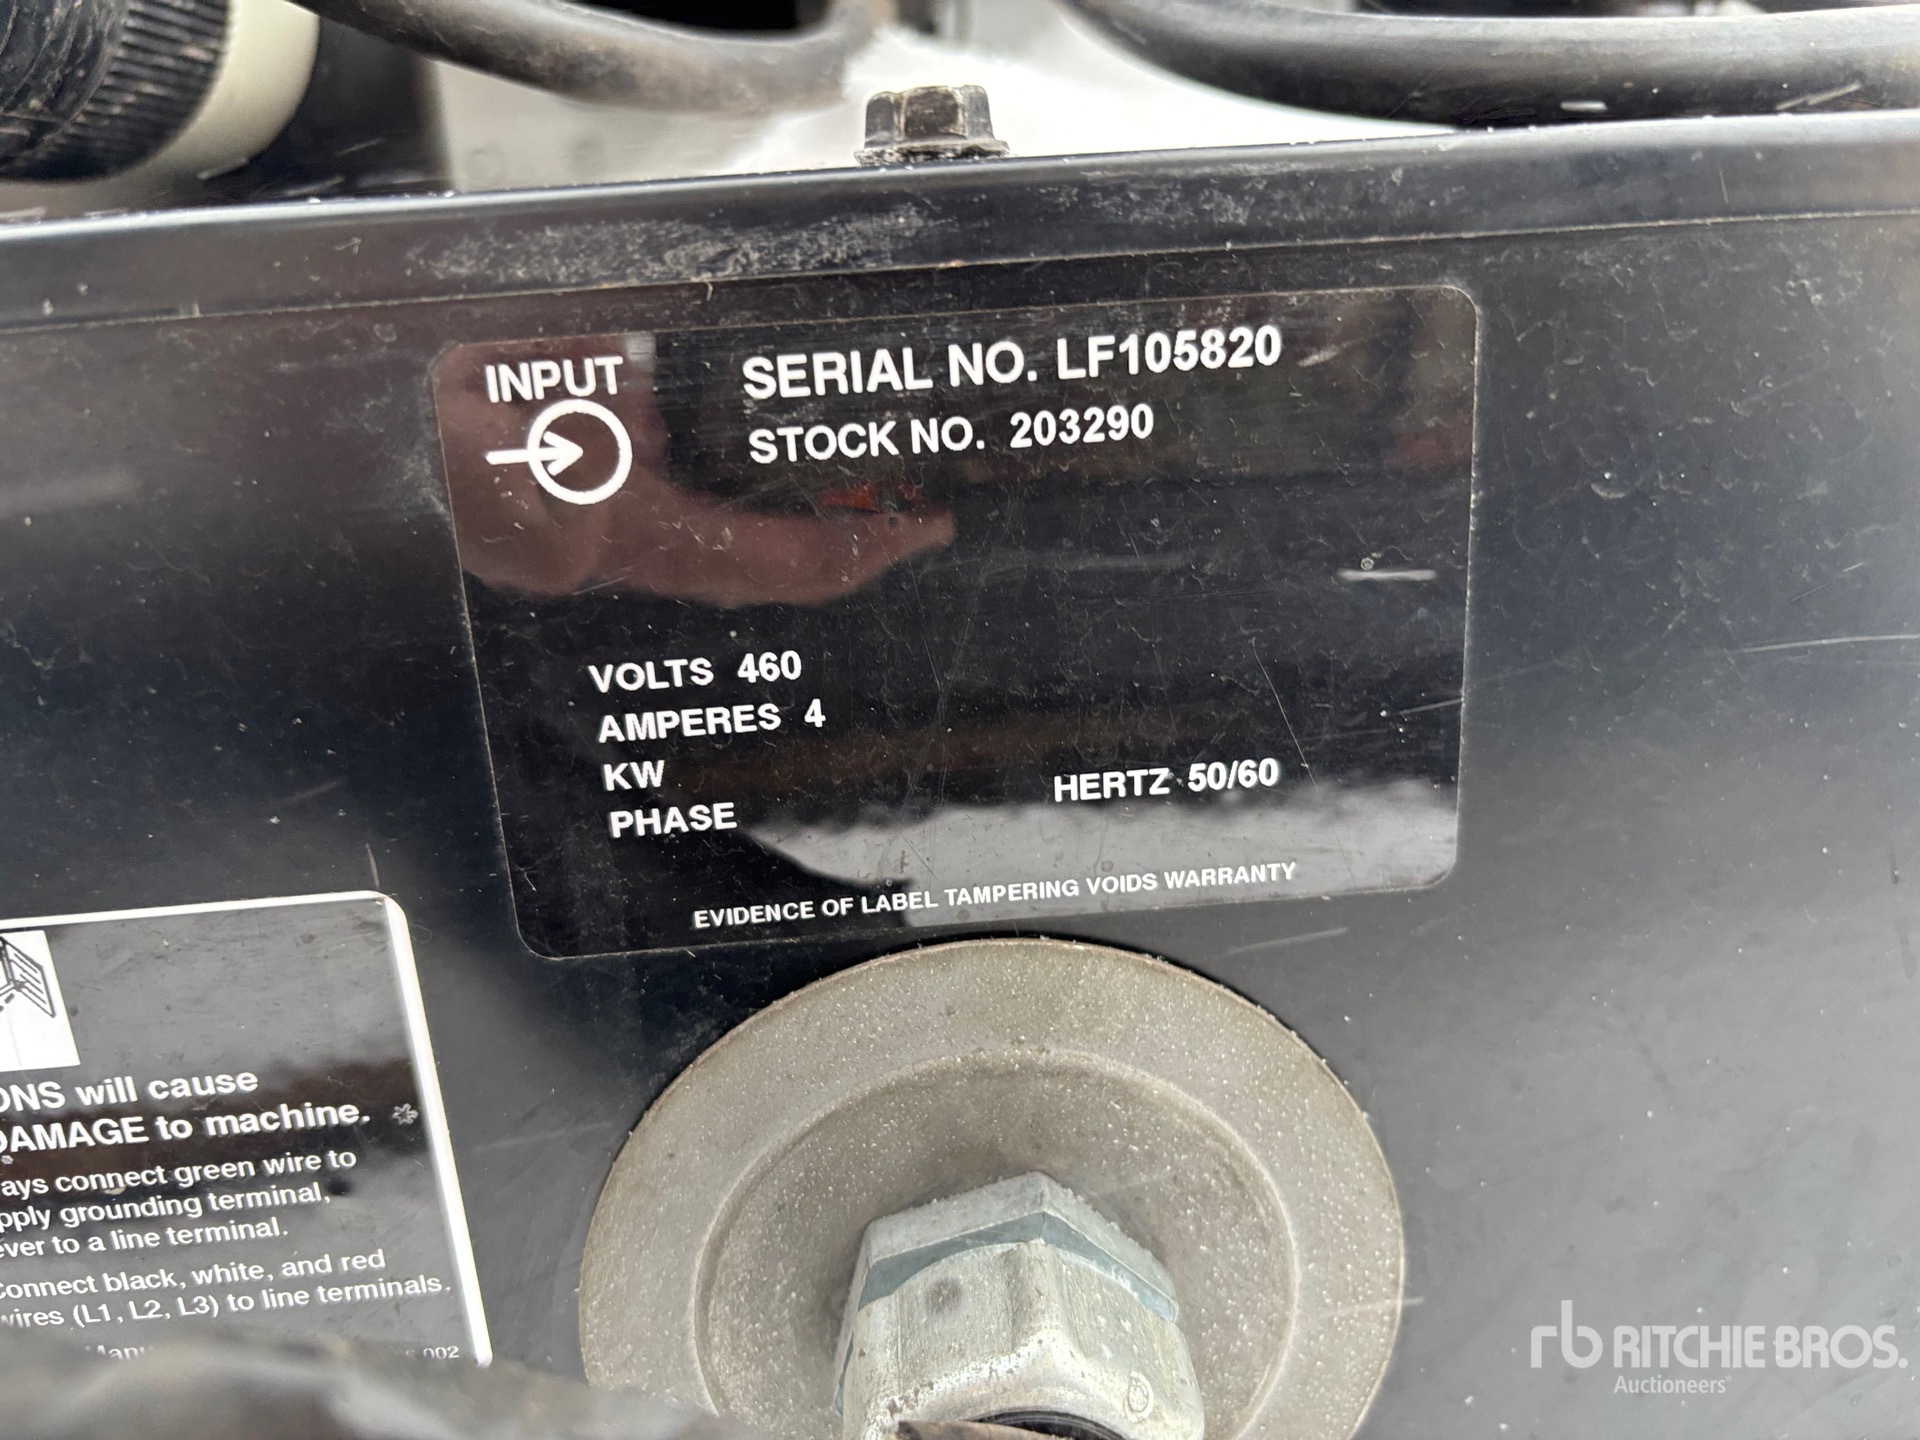 INPUT
SERIAL NO. LF105820
STOCK NO. 203290
VOLTS 460
AMPERES 4
KW
PHASE
HERTZ 50/60
EVIDENCE OF LABEL TAMPERING VOIDS WARRANTY
ONS will cause
DAMAGE to machine.
ays connect green wire to
pply grounding terminal,
ever to a line terminal.
Connect black, white, and red
wires (L1, L2, L3) to line terminals.
002
rb RITCHIE BROS.
Auctioneers